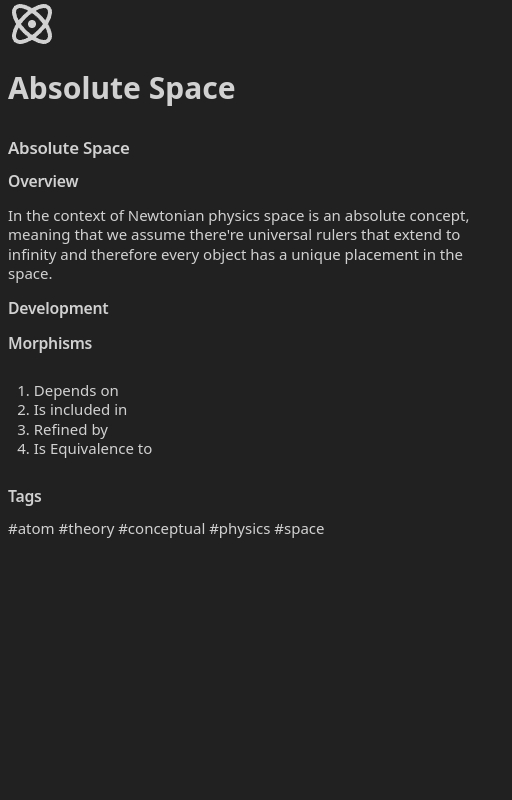 Absolute Space
Absolute Space
Overview
In the context of Newtonian physics space is an absolute concept,
meaning that we assume there're universal rulers that extend to
infinity and therefore every object has a unique placement in the
space.
Development
Morphisms
1. Depends on
2. Is included in
3. Refined by
4. Is Equivalence to
Tags
#atom #theory #conceptual #physics #space